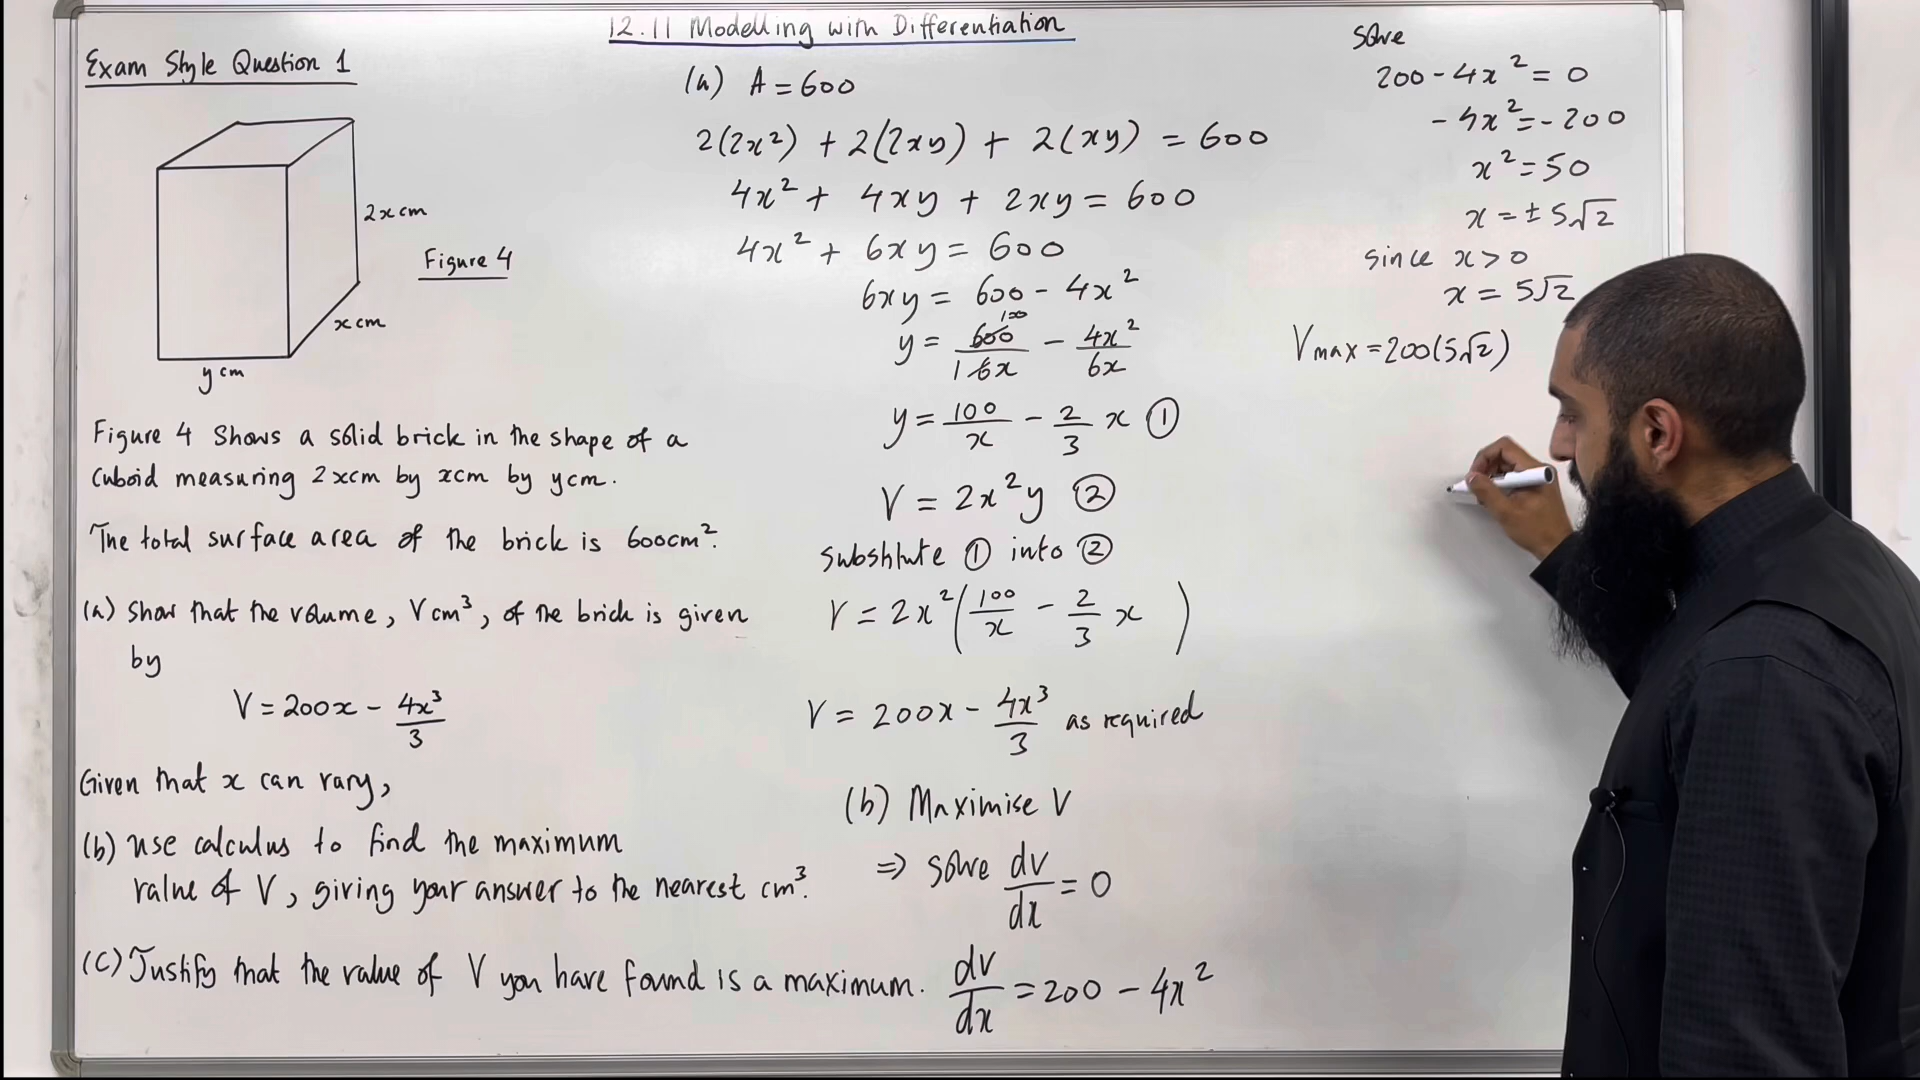 12.11 Modelling with Differentiation
Exam Style Question 1
2x cm
Figure 4
x cm
y cm
Figure 4 shows a solid brick in the shape of a
cuboid measuring 2xcm by xcm by ycm.
The total surface area of the brick is 600cm².
(a) Show that the volume, V cm³, of the brick is given
by
V = 200x - 4x³/3
Given that x can vary,
(b) use calculus to find the maximum
value of V, giving your answer to the nearest cm³.
(c) Justify that the value of V you have found is a maximum.
(a) A = 600
2(2x²) + 2(2xy) + 2(xy) = 600
4x² + 4xy + 2xy = 600
4x² + 6xy = 600
6xy = 600 - 4x²
100
y = 600/1 6x - 4x²/6x
y = 100/x - 2/3 x ①
V = 2x²y ②
substitute ① into ②
V = 2x²(100/x - 2/3 x)
V = 200x - 4x³/3 as required
(b) Maximise V
⇒ solve dv/dx = 0
dv/dx = 200 - 4x²
Solve
200 - 4x² = 0
-4x² = -200
x² = 50
x = ± 5√2
since x > 0
x = 5√2
Vmax = 200(5√2)